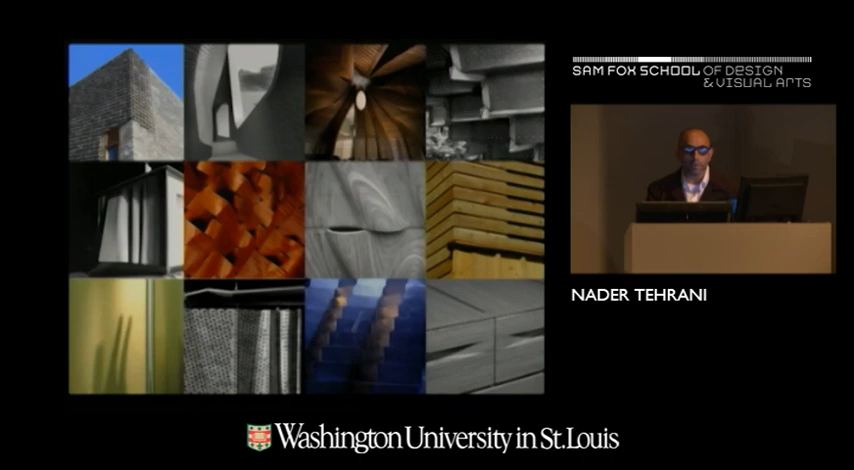 SAM FOX SCHOOL OF DESIGN
& VISUAL ARTS
NADER TEHRANI
Washington University in St. Louis